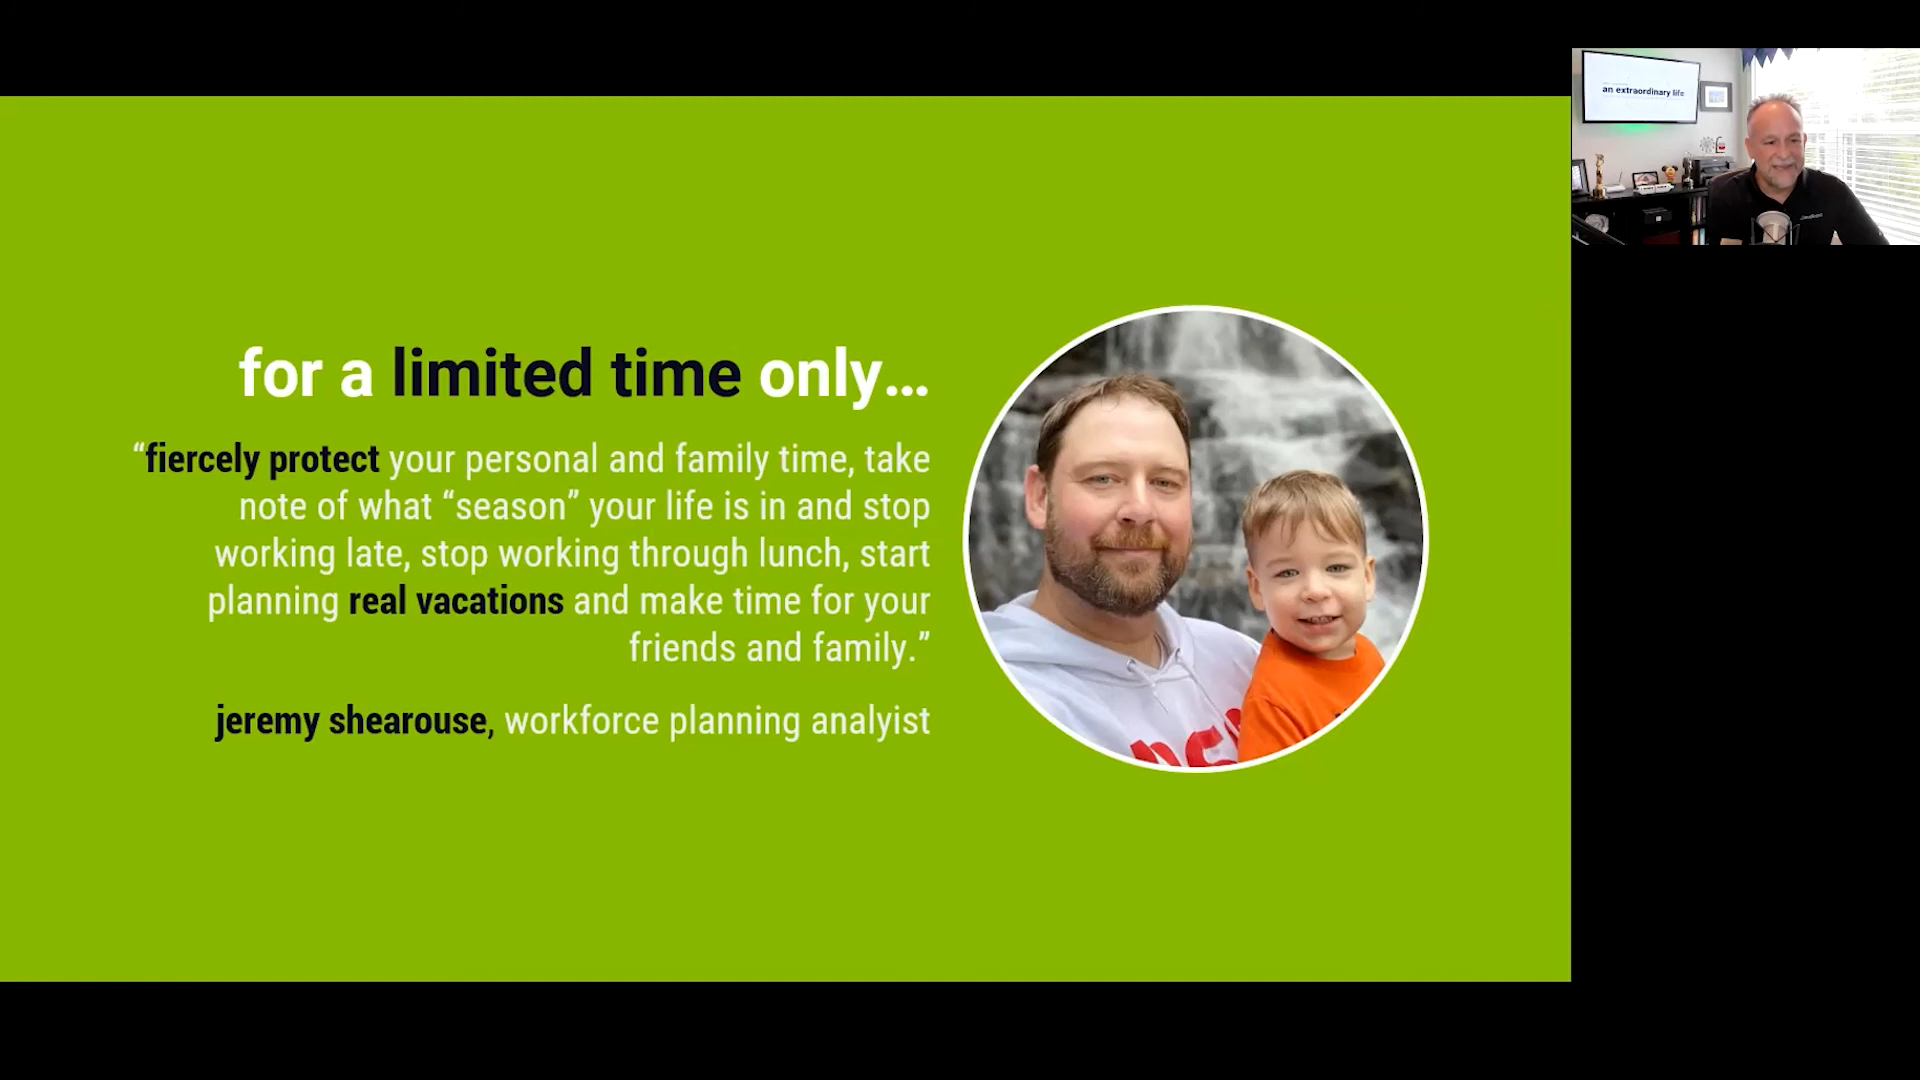 for a limited time only…
“fiercely protect your personal and family time, take
note of what “season” your life is in and stop
working late, stop working through lunch, start
planning real vacations and make time for your
friends and family.”
jeremy shearouse, workforce planning analyist
an extraordinary life